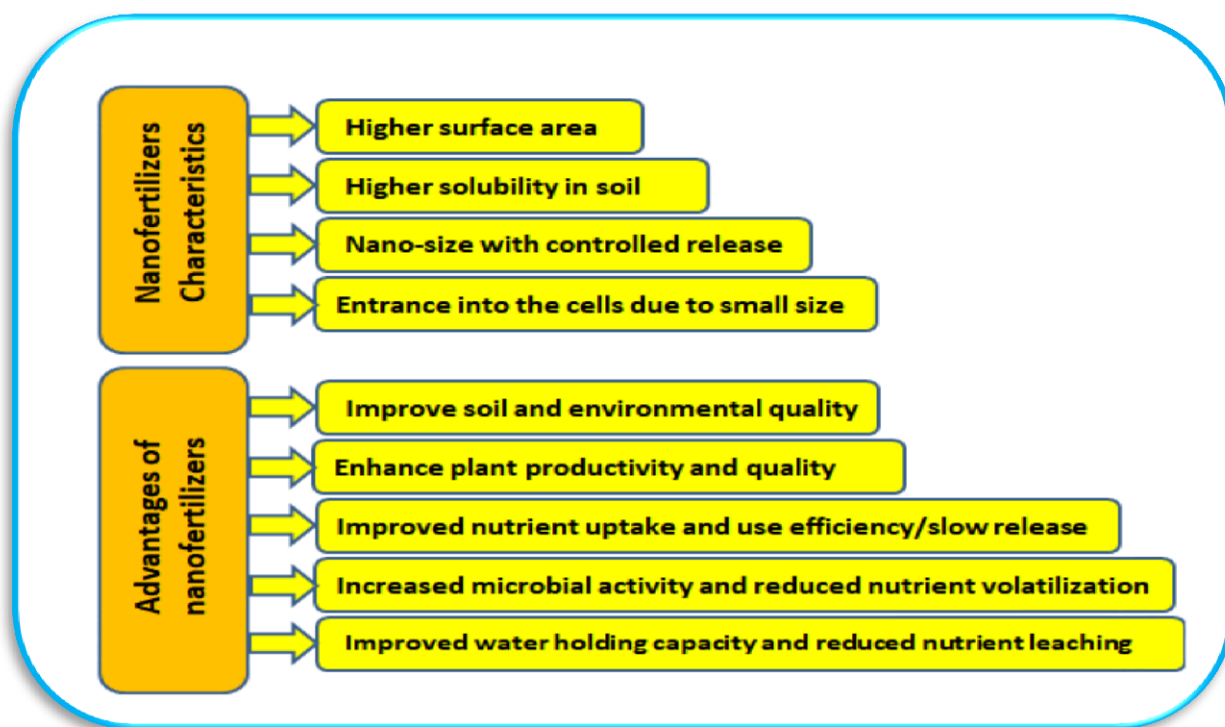 Nanofertilizers
Characteristics
Higher surface area
Higher solubility in soil
Nano-size with controlled release
Entrance into the cells due to small size
Advantages of
nanofertilizers
Improve soil and environmental quality
Enhance plant productivity and quality
Improved nutrient uptake and use efficiency/slow release
Increased microbial activity and reduced nutrient volatilization
Improved water holding capacity and reduced nutrient leaching